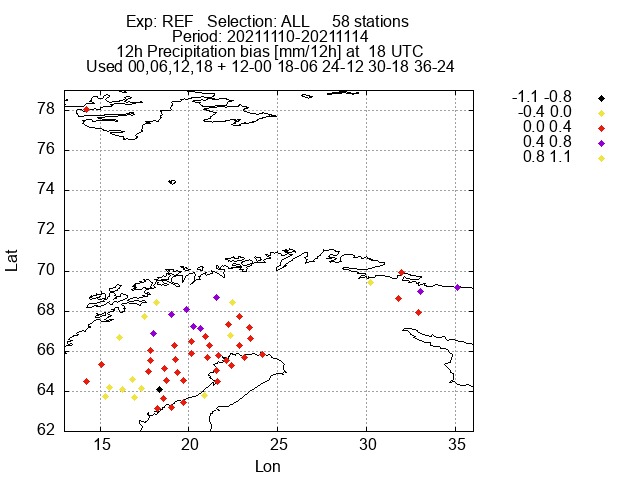 Exp: REF   Selection: ALL     58 stations
Period: 20211110-20211114
12h Precipitation bias [mm/12h] at  18 UTC
Used 00,06,12,18 + 12-00  18-06 24-12 30-18 36-24
-1.1 -0.8
-0.4 0.0
0.0 0.4
0.4 0.8
0.8 1.1
78
76
74
72
70
68
66
64
62
Lat
15 20 25 30 35
Lon